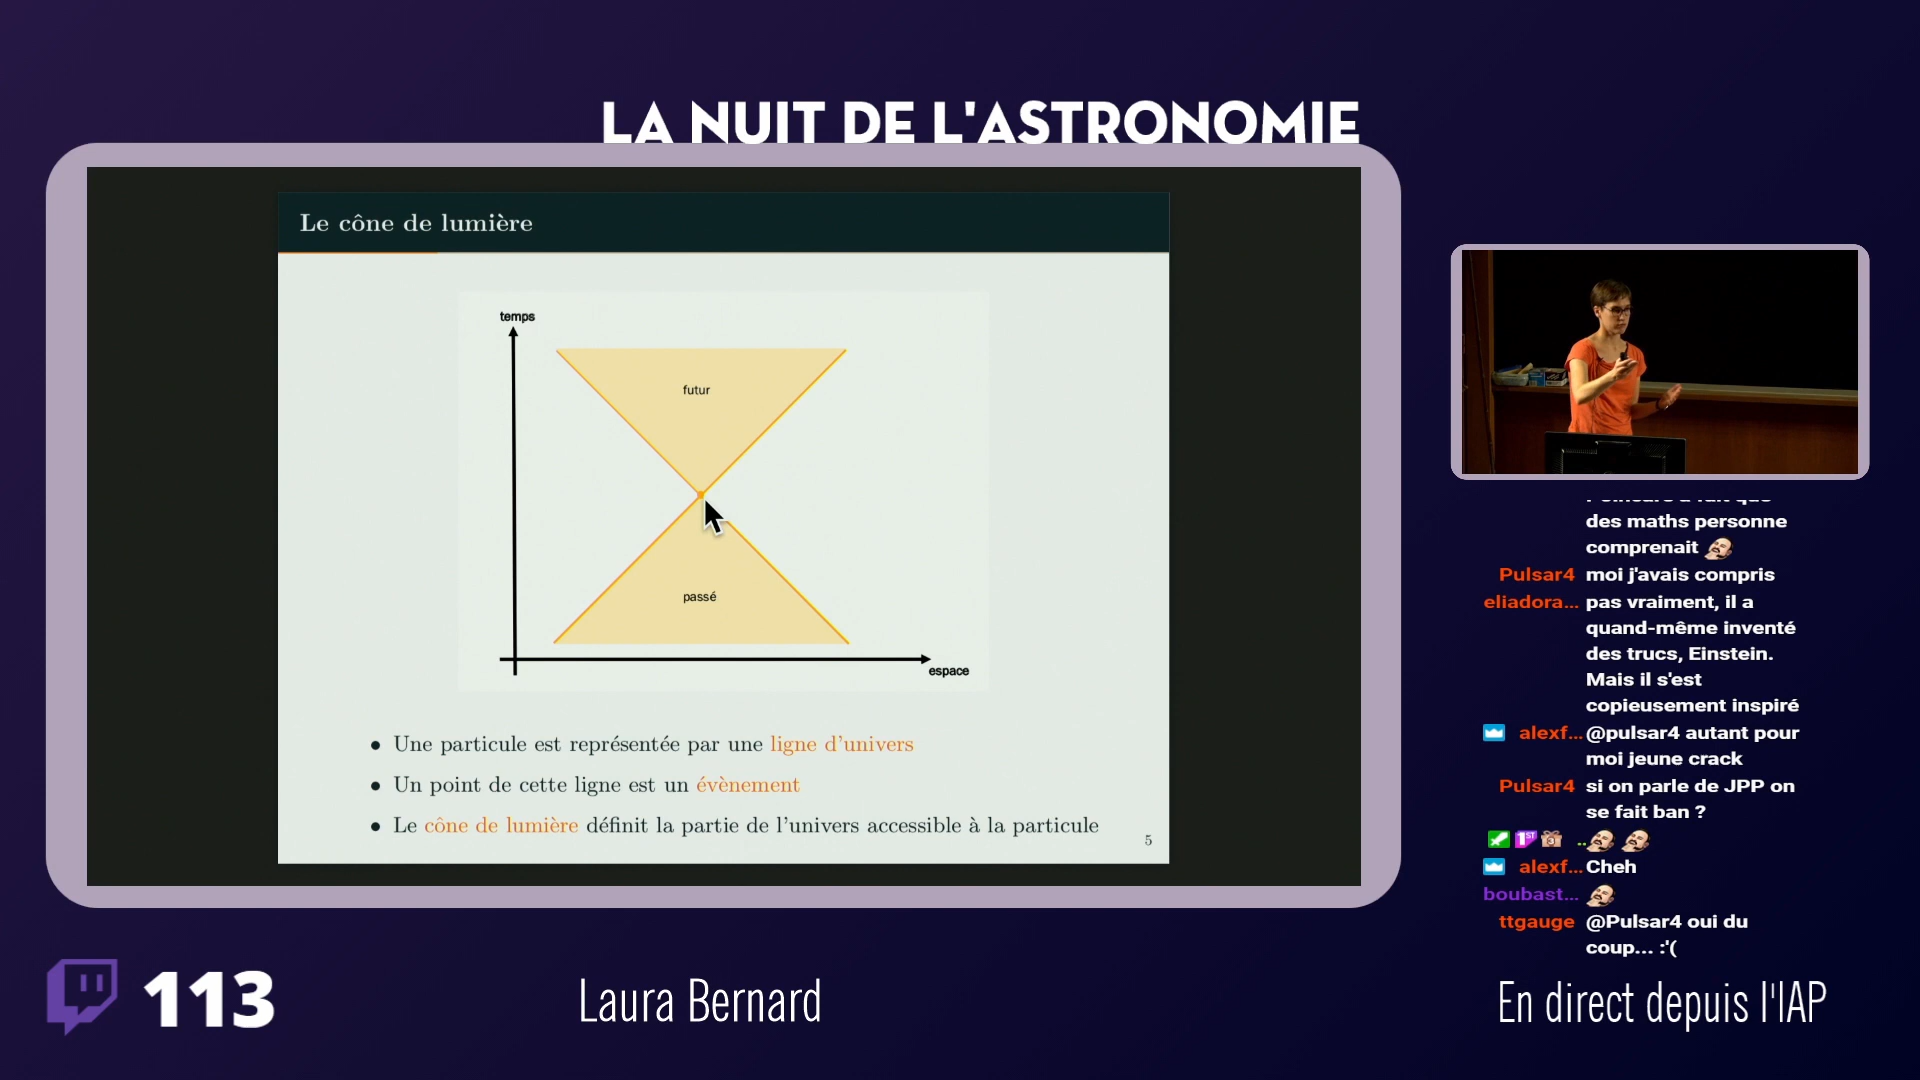 LA NUIT DE L'ASTRONOMIE
Le cône de lumière
temps
futur
passé
espace
• Une particule est représentée par une ligne d'univers
• Un point de cette ligne est un évènement
• Le cône de lumière définit la partie de l'univers accessible à la particule
5
des maths personne
comprenait
Pulsar4 moi j'avais compris
eliadora... pas vraiment, il a
quand-même inventé
des trucs, Einstein.
Mais il s'est
copieusement inspiré
alexf... @pulsar4 autant pour
moi jeune crack
Pulsar4 si on parle de JPP on
se fait ban ?
1ST 3 ..
alexf... Cheh
boubast...
ttgauge @Pulsar4 oui du
coup... :'(
113
Laura Bernard
En direct depuis l'IAP